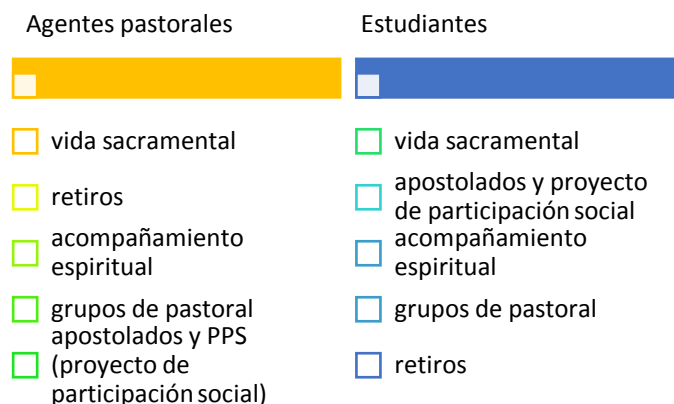 Agentes pastorales
vida sacramental
retiros
acompañamiento
espiritual
grupos de pastoral
apostolados y PPS
(proyecto de
participación social)
Estudiantes
vida sacramental
apostolados y proyecto
de participación social
acompañamiento
espiritual
grupos de pastoral
retiros